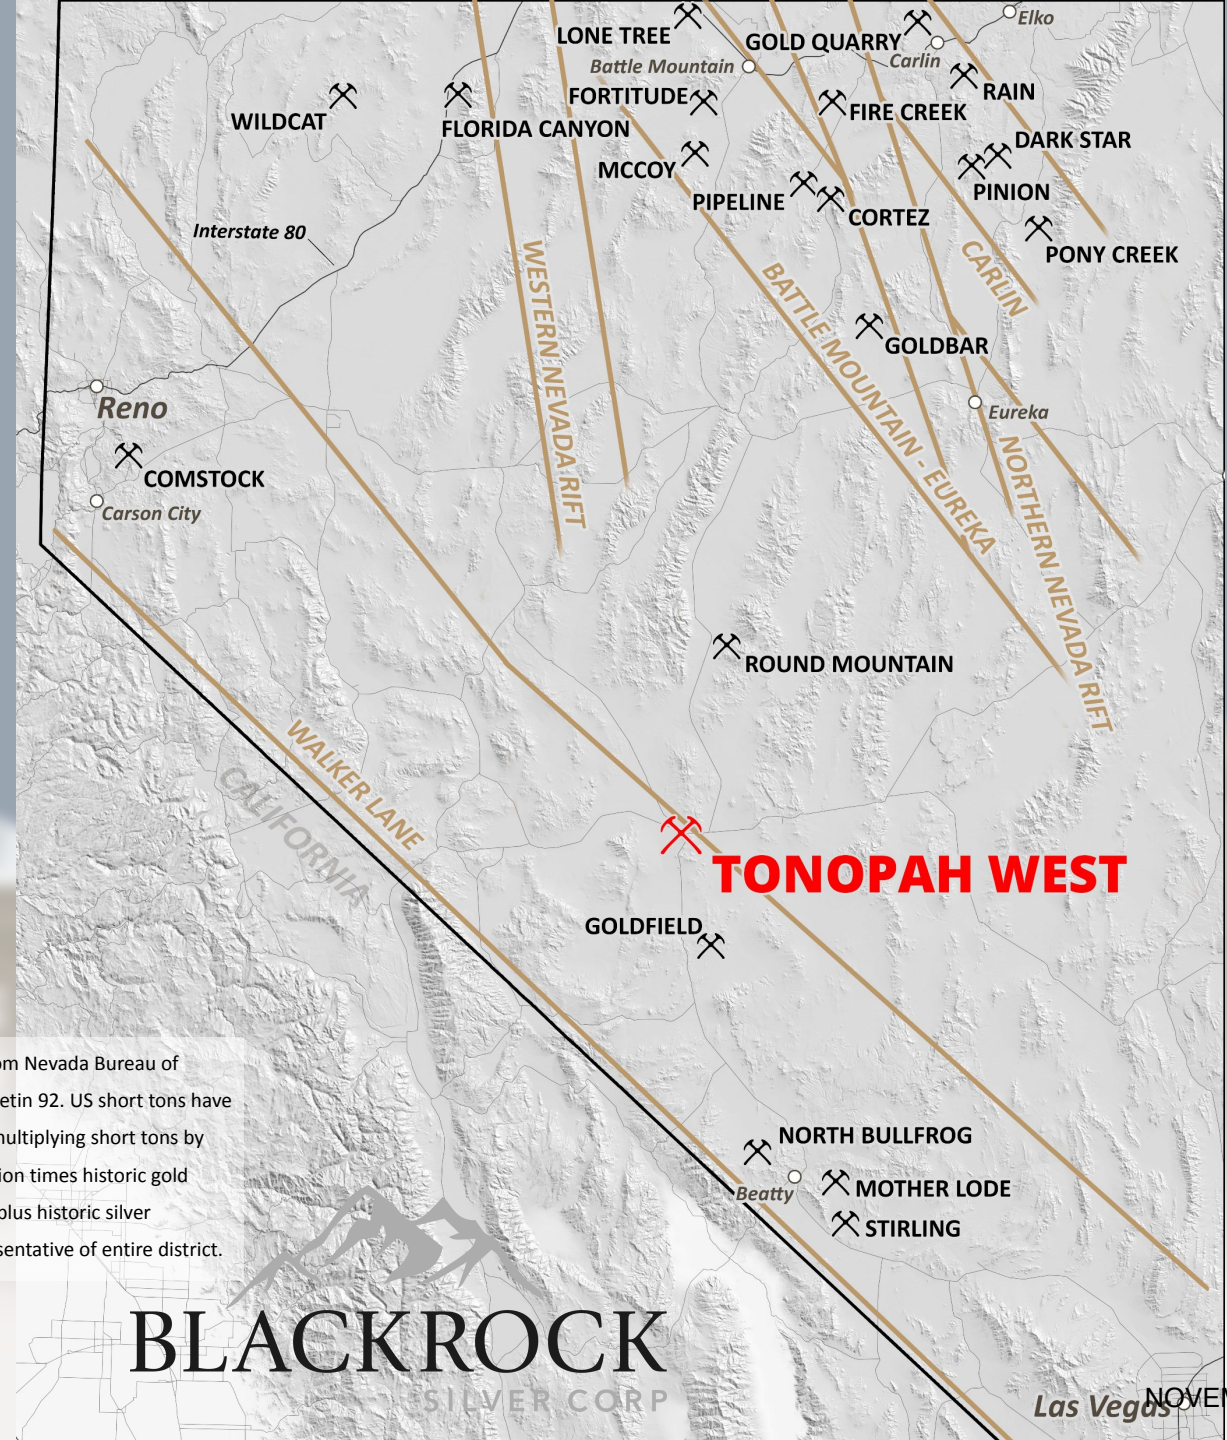 Elko
LONE TREE
GOLD QUARRY
Carlin
Battle Mountain
RAIN
FORTITUDE
FIRE CREEK
WILDCAT
FLORIDA CANYON
DARK STAR
MCCOY
PINION
PIPELINE
CORTEZ
Interstate 80
PONY CREEK
CARLIN
WESTERN NEVADA RIFT
BATTLE MOUNTAIN - EUREKA
GOLDBAR
Reno
Eureka
COMSTOCK
Carson City
NORTHERN NEVADA RIFT
ROUND MOUNTAIN
WALKER LANE
CALIFORNIA
TONOPAH WEST
GOLDFIELD
om Nevada Bureau of
etin 92. US short tons have
multiplying short tons by
ion times historic gold
plus historic silver
sentative of entire district.
NORTH BULLFROG
Beatty
MOTHER LODE
STIRLING
BLACKROCK
SILVER CORP
Las Vegas
NOVEM